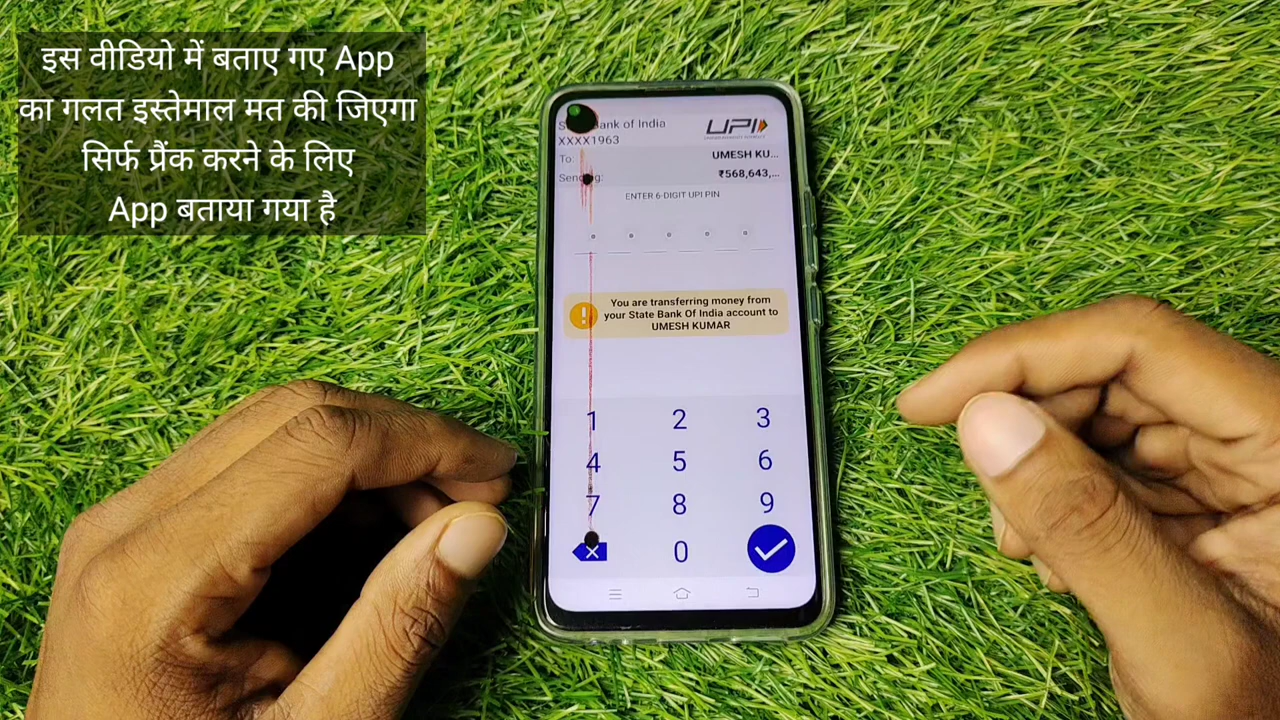 इस वीडियो में बताए गए App
का गलत इस्तेमाल मत की जिएगा
सिर्फ प्रैंक करने के लिए
App बताया गया है
Bank of India
XXXX1963
UPI
To:
UMESH KU...
Sending:
₹568,643,...
ENTER 6-DIGIT UPI PIN
You are transferring money from
your State Bank Of India account to
UMESH KUMAR
1 2 3
4 5 6
7 8 9
0